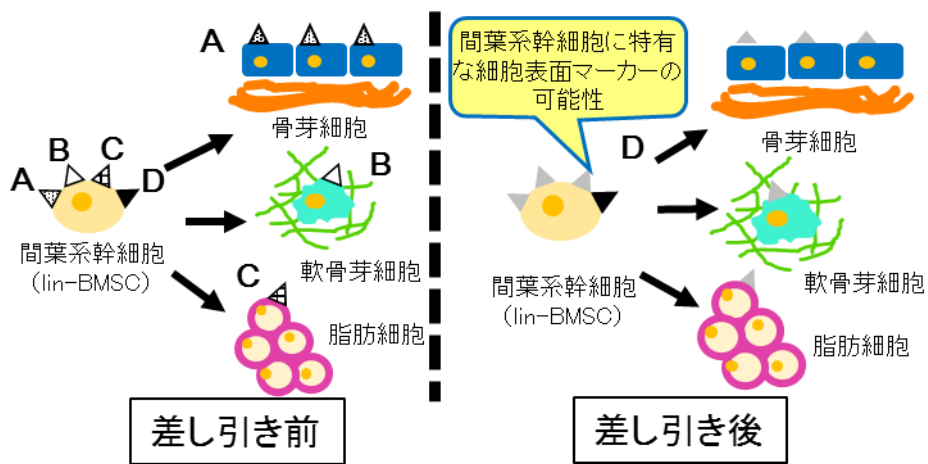 A
骨芽細胞
B
C
A
D
間葉系幹細胞
(lin-BMSC)
B
軟骨芽細胞
C
脂肪細胞
差し引き前
間葉系幹細胞に特有
な細胞表面マーカーの
可能性
骨芽細胞
D
間葉系幹細胞
(lin-BMSC)
軟骨芽細胞
脂肪細胞
差し引き後